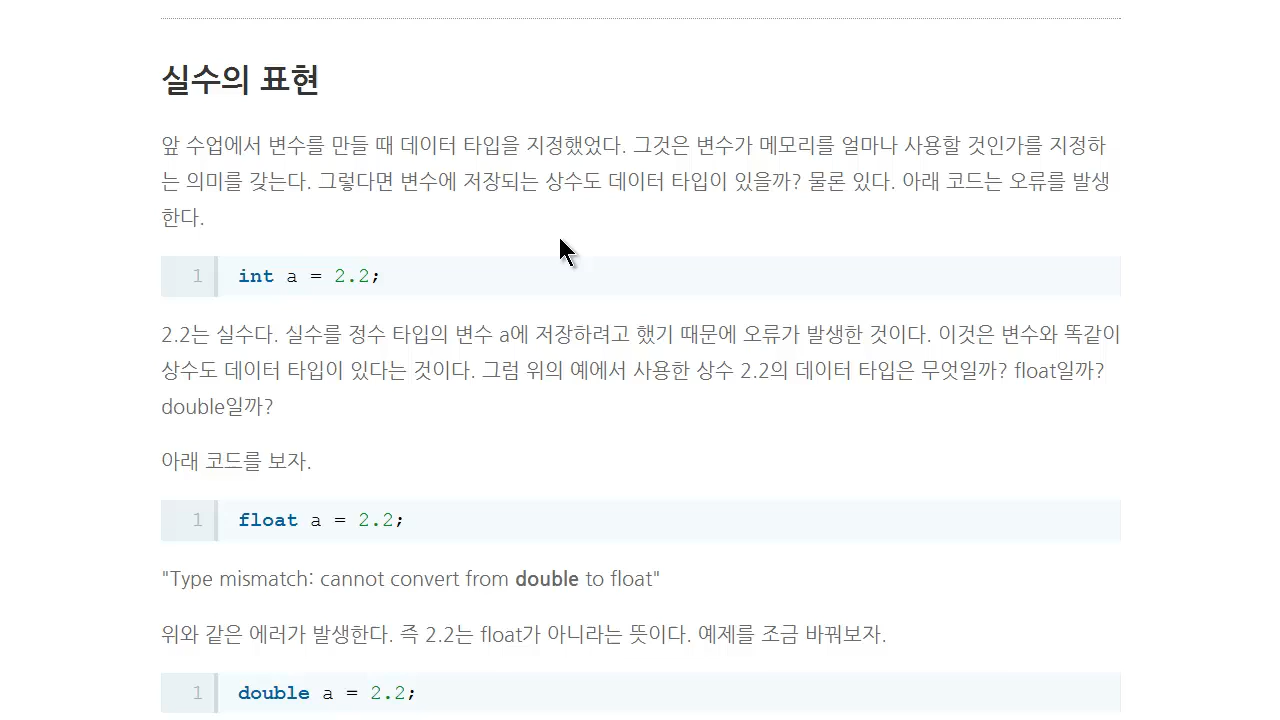 실수의 표현
앞 수업에서 변수를 만들 때 데이터 타입을 지정했었다. 그것은 변수가 메모리를 얼마나 사용할 것인가를 지정하
는 의미를 갖는다. 그렇다면 변수에 저장되는 상수도 데이터 타입이 있을까? 물론 있다. 아래 코드는 오류를 발생
한다.
1 int a = 2.2;
2.2는 실수다. 실수를 정수 타입의 변수 a에 저장하려고 했기 때문에 오류가 발생한 것이다. 이것은 변수와 똑같이
상수도 데이터 타입이 있다는 것이다. 그럼 위의 예에서 사용한 상수 2.2의 데이터 타입은 무엇일까? float일까?
double일까?
아래 코드를 보자.
1 float a = 2.2;
"Type mismatch: cannot convert from double to float"
위와 같은 에러가 발생한다. 즉 2.2는 float가 아니라는 뜻이다. 예제를 조금 바꿔보자.
1 double a = 2.2;